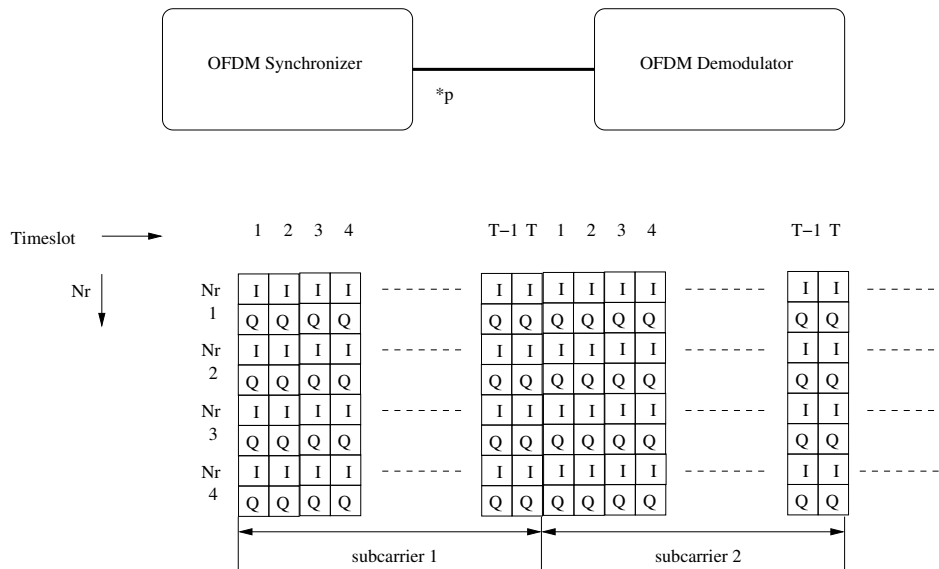 OFDM Synchronizer OFDM Demodulator
*p
Timeslot 1 2 3 4 T−1 T 1 2 3 4 T−1 T
Nr Nr I I I I I I I I I I I I
1 Q Q Q Q Q Q Q Q Q Q Q Q
Nr I I I I I I I I I I I I
2 Q Q Q Q Q Q Q Q Q Q Q Q
Nr I I I I I I I I I I I I
3 Q Q Q Q Q Q Q Q Q Q Q Q
Nr I I I I I I I I I I I I
4 Q Q Q Q Q Q Q Q Q Q Q Q
subcarrier 1 subcarrier 2